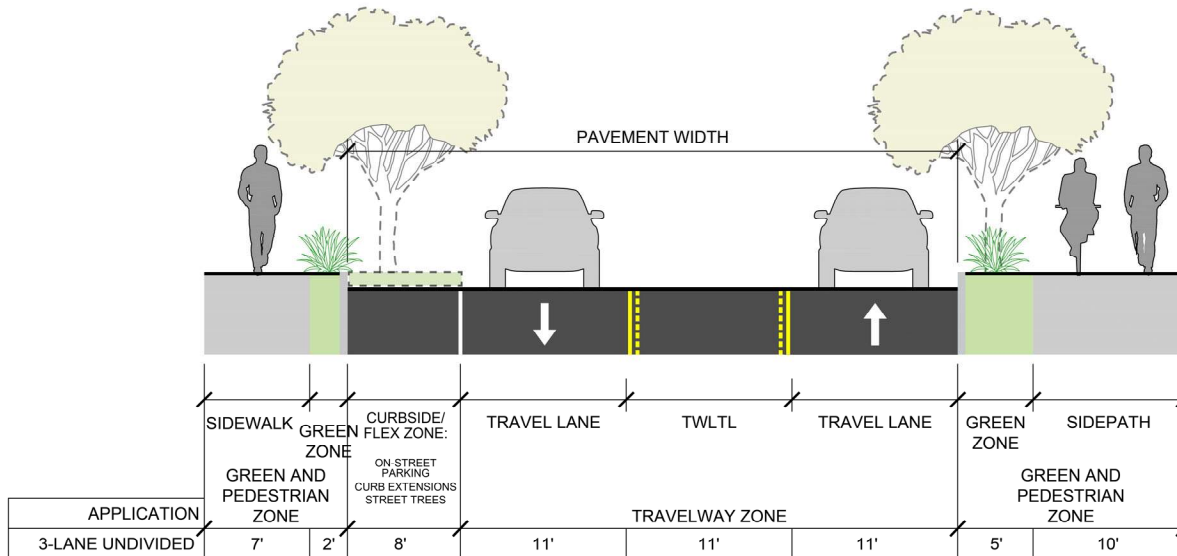 PAVEMENT WIDTH
SIDEWALK
GREEN
ZONE
GREEN AND
PEDESTRIAN
ZONE
CURBSIDE/
FLEX ZONE:
ON-STREET
PARKING
CURB EXTENSIONS
STREET TREES
TRAVEL LANE
TWLTL
TRAVEL LANE
TRAVELWAY ZONE
GREEN
ZONE
SIDEPATH
GREEN AND
PEDESTRIAN
ZONE
APPLICATION
3-LANE UNDIVIDED 7' 2' 8' 11' 11' 11' 5' 10'